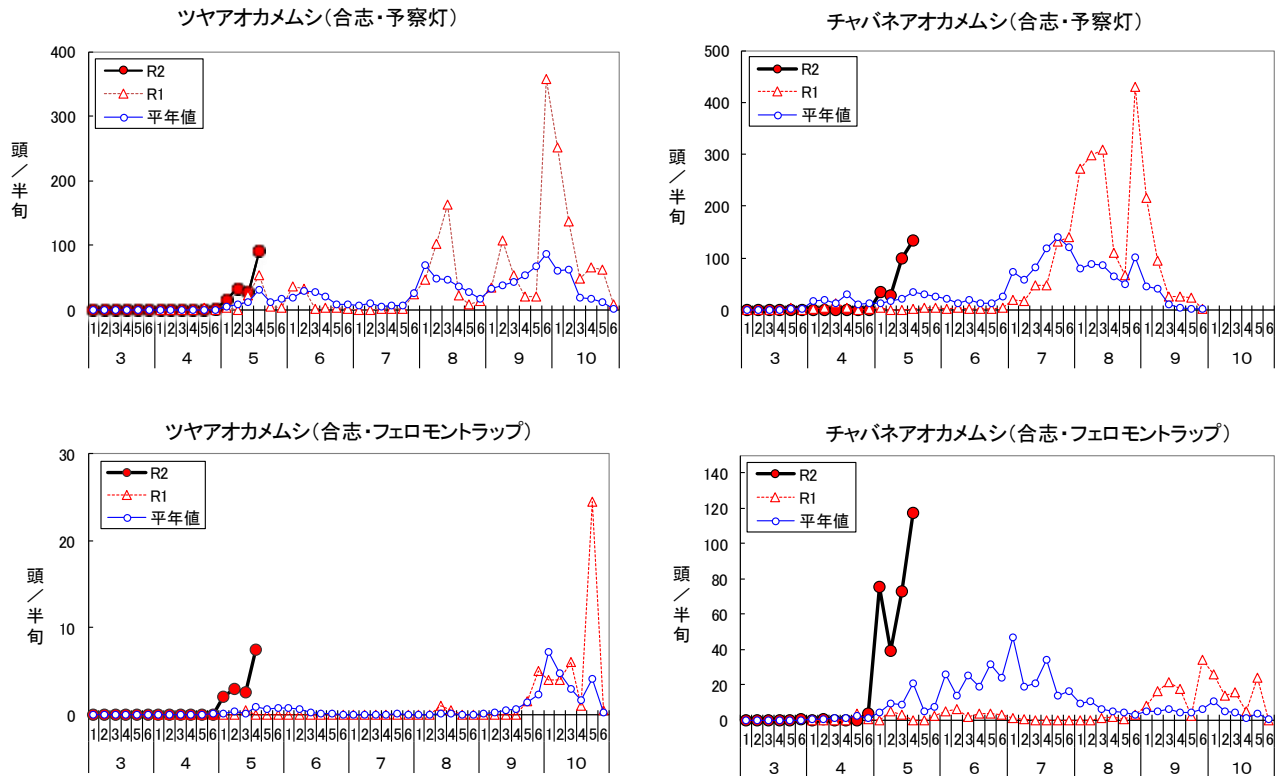 ツヤアオカメムシ(合志・予察灯)
頭／半旬
400
300
200
100
0
R2
R1
平年値
1 2 3 4 5 6 1 2 3 4 5 6 1 2 3 4 5 6 1 2 3 4 5 6 1 2 3 4 5 6 1 2 3 4 5 6 1 2 3 4 5 6 1 2 3 4 5 6
3 4 5 6 7 8 9 10
チャバネアオカメムシ(合志・予察灯)
頭／半旬
500
400
300
200
100
0
R2
R1
平年値
1 2 3 4 5 6 1 2 3 4 5 6 1 2 3 4 5 6 1 2 3 4 5 6 1 2 3 4 5 6 1 2 3 4 5 6 1 2 3 4 5 6 1 2 3 4 5 6
3 4 5 6 7 8 9 10
ツヤアオカメムシ(合志・フェロモントラップ)
頭／半旬
30
20
10
0
R2
R1
平年値
1 2 3 4 5 6 1 2 3 4 5 6 1 2 3 4 5 6 1 2 3 4 5 6 1 2 3 4 5 6 1 2 3 4 5 6 1 2 3 4 5 6 1 2 3 4 5 6
3 4 5 6 7 8 9 10
チャバネアオカメムシ(合志・フェロモントラップ)
頭／半旬
140
120
100
80
60
40
20
0
R2
R1
平年値
1 2 3 4 5 6 1 2 3 4 5 6 1 2 3 4 5 6 1 2 3 4 5 6 1 2 3 4 5 6 1 2 3 4 5 6 1 2 3 4 5 6 1 2 3 4 5 6
3 4 5 6 7 8 9 10